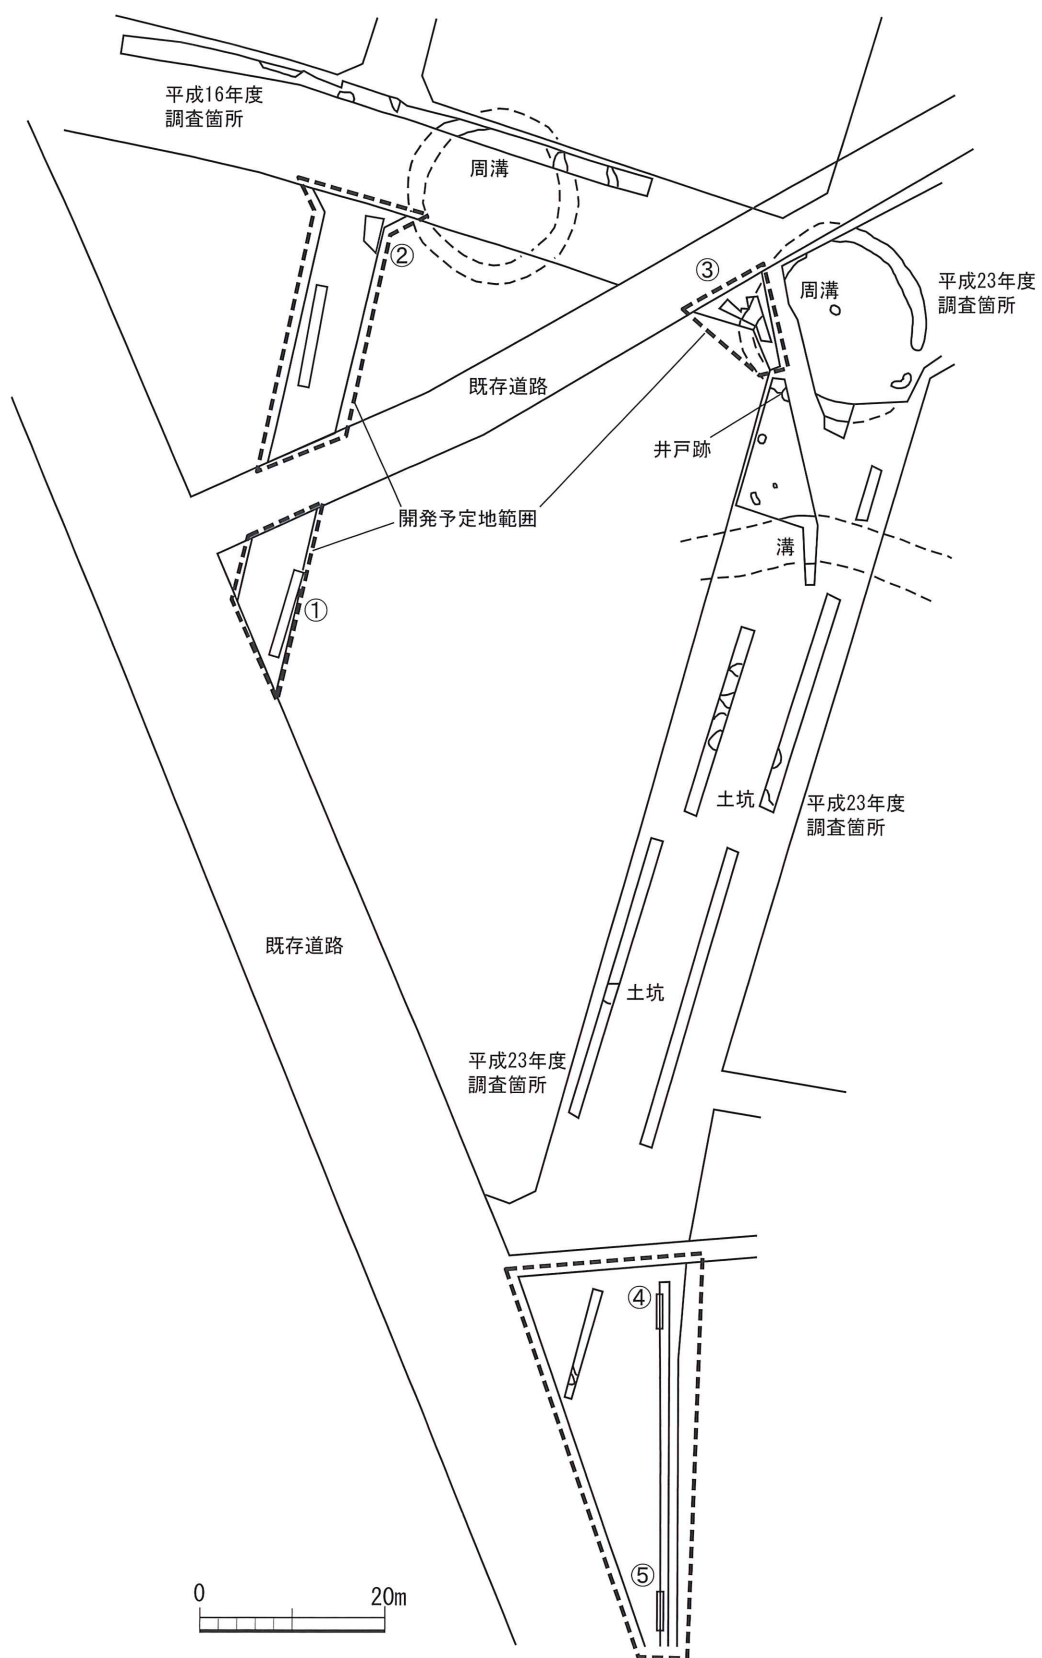 平成16年度
調査箇所
周溝
②
③
周溝
平成23年度
調査箇所
既存道路
井戸跡
開発予定地範囲
溝
①
土坑
平成23年度
調査箇所
既存道路
土坑
平成23年度
調査箇所
④
⑤
0 20m